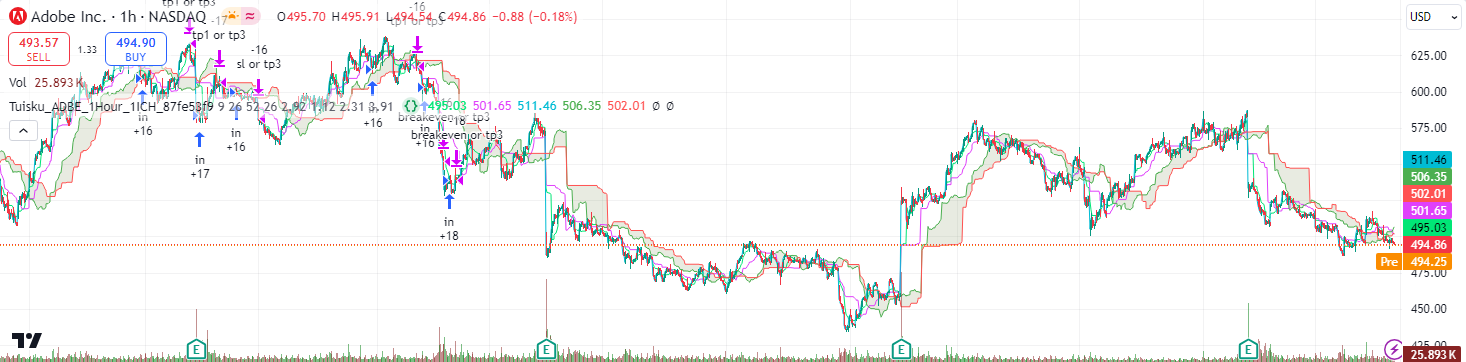 tp1 or tp3
Adobe Inc. · 1h · NASDAQ
-17
O495.70 H495.91 L494.54 C494.86 −0.88 (−0.18%)
-16
tp1 or tp3
USD
493.57
SELL
1.33
494.90
BUY
tp1 or tp3
-16
sl or tp3
Vol 25.893 K
Tuisku_ADBE_1Hour_1ICH_87fe53f9 9 26 52 26 2.92 1.12 2.31 3.91
495.03 501.65 511.46 506.35 502.01 Ø Ø
in
+16
in
+17
in
+16
+16
breakeven or tp3
-18
in
+16
breakeven or tp3
in
+18
625.00
600.00
575.00
511.46
506.35
502.01
501.65
495.03
494.86
Pre 494.25
475.00
450.00
25.893 K
E
E
E
E